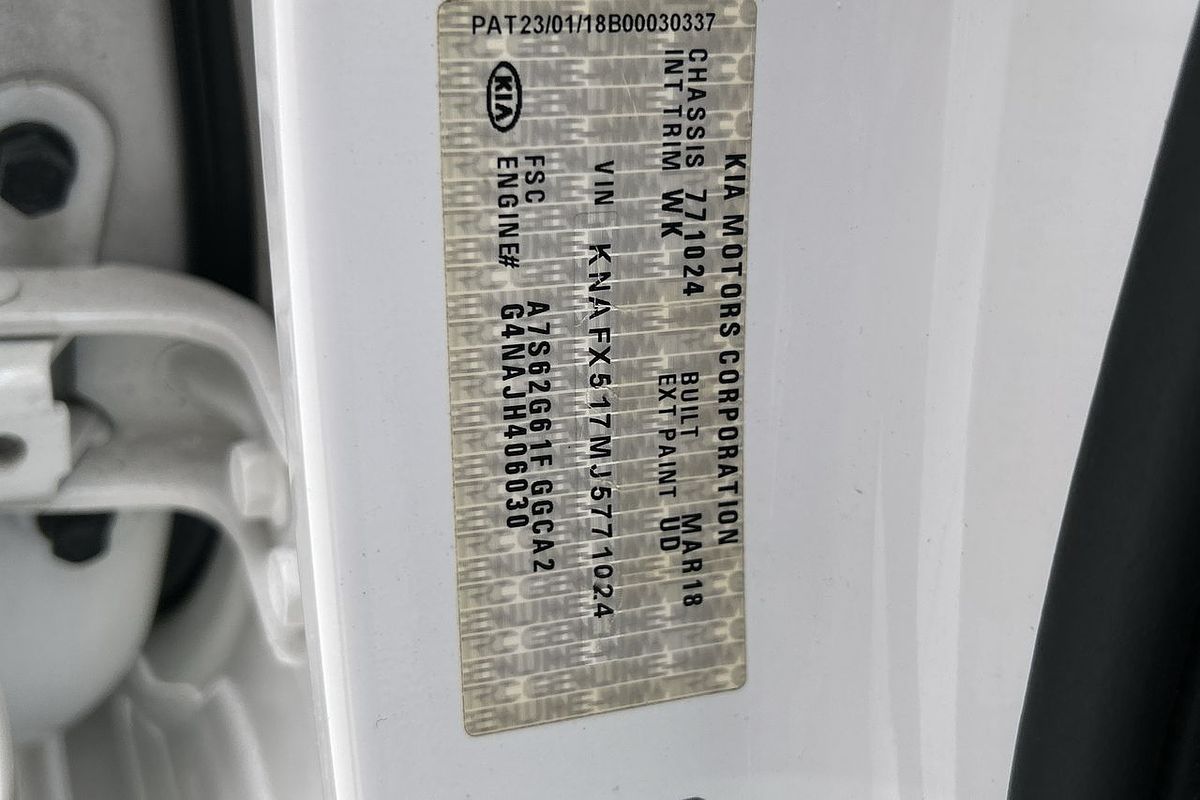 PAT23/01/18B00030337
KIA MOTORS CORPORATION
CHASSIS 771024 BUILT MAR18
INT TRIM WK EXT PAINT UD
VIN KNAFX517MJ5771024
KIA
FSC A7S62G61F GGCA2
ENGINE# G4NAJH406030